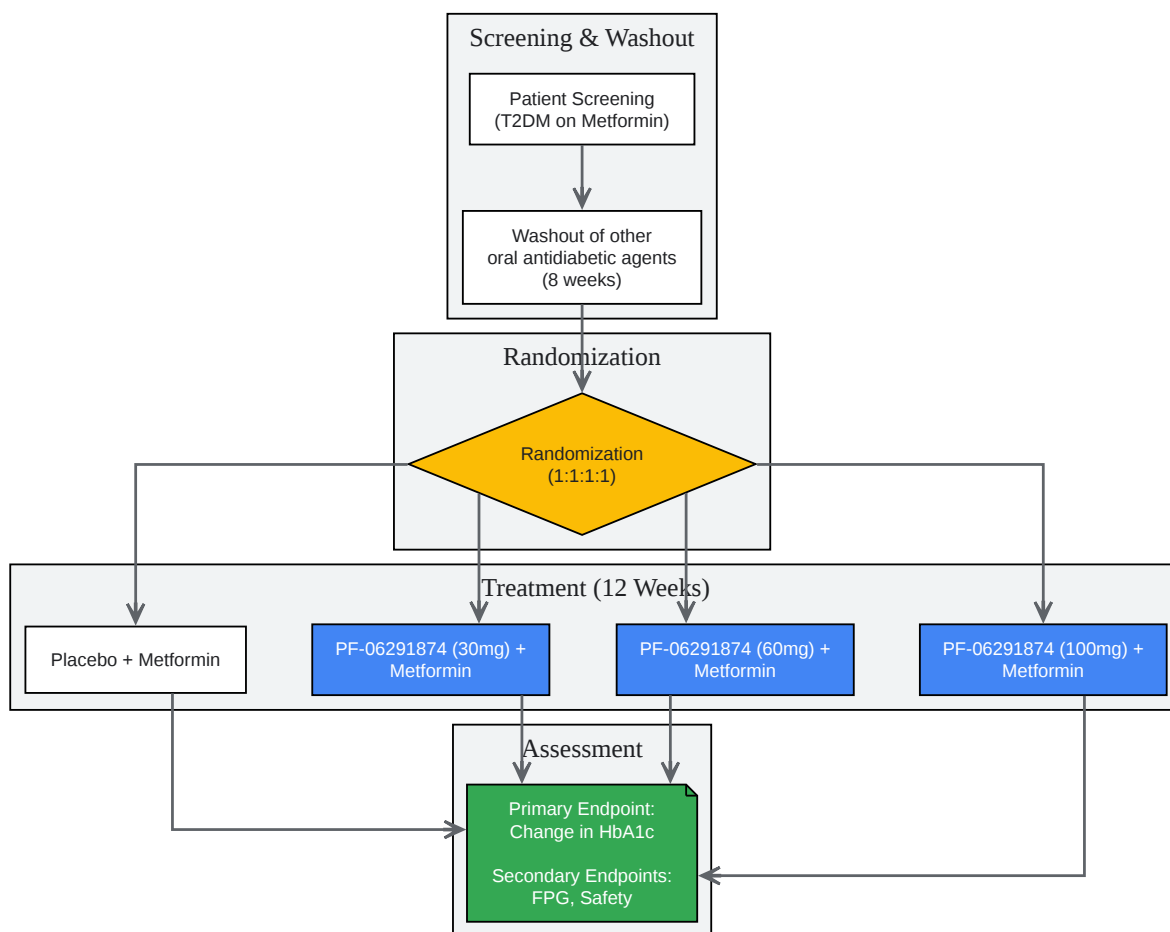 Screening & Washout
Patient Screening
(T2DM on Metformin)
Washout of other
oral antidiabetic agents
(8 weeks)
Randomization
Randomization
(1:1:1:1)
Treatment (12 Weeks)
Placebo + Metformin
PF-06291874 (30mg) +
Metformin
PF-06291874 (60mg) +
Metformin
PF-06291874 (100mg) +
Metformin
Assessment
Primary Endpoint:
Change in HbA1c
Secondary Endpoints:
FPG, Safety